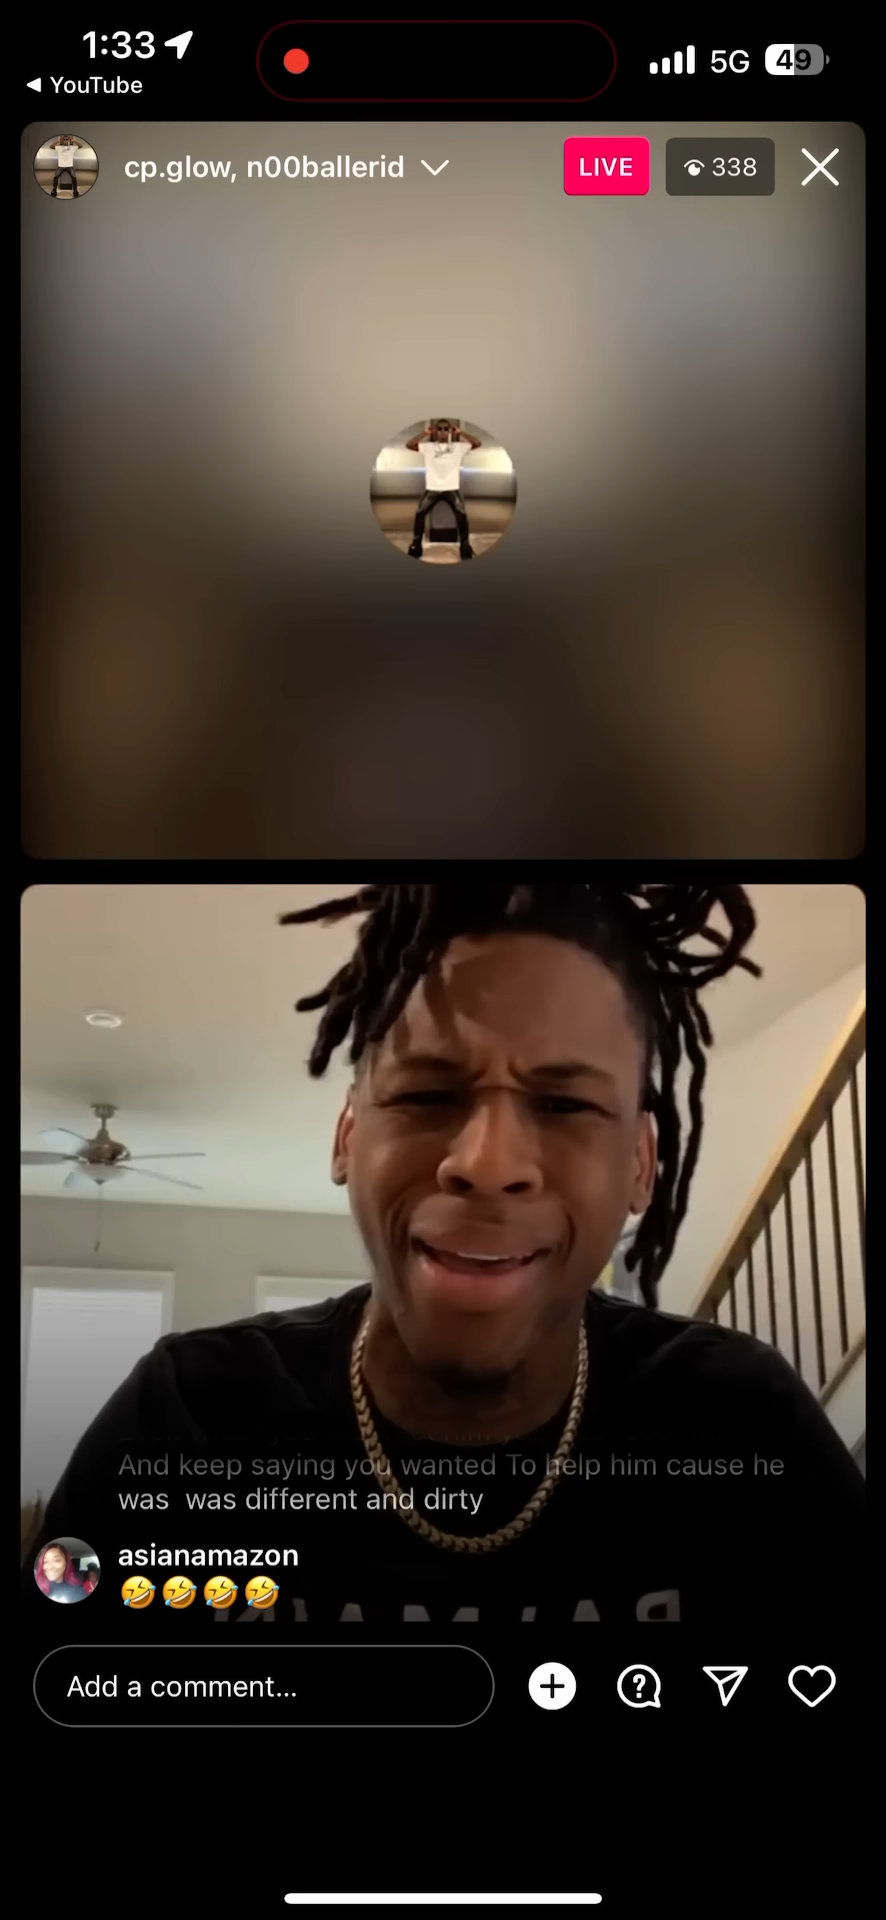 1:33
5G
49
YouTube
cp.glow, n00ballerid
LIVE
338
And keep saying you wanted To help him cause he
was was different and dirty
asianamazon
🤣🤣🤣🤣
Add a comment...